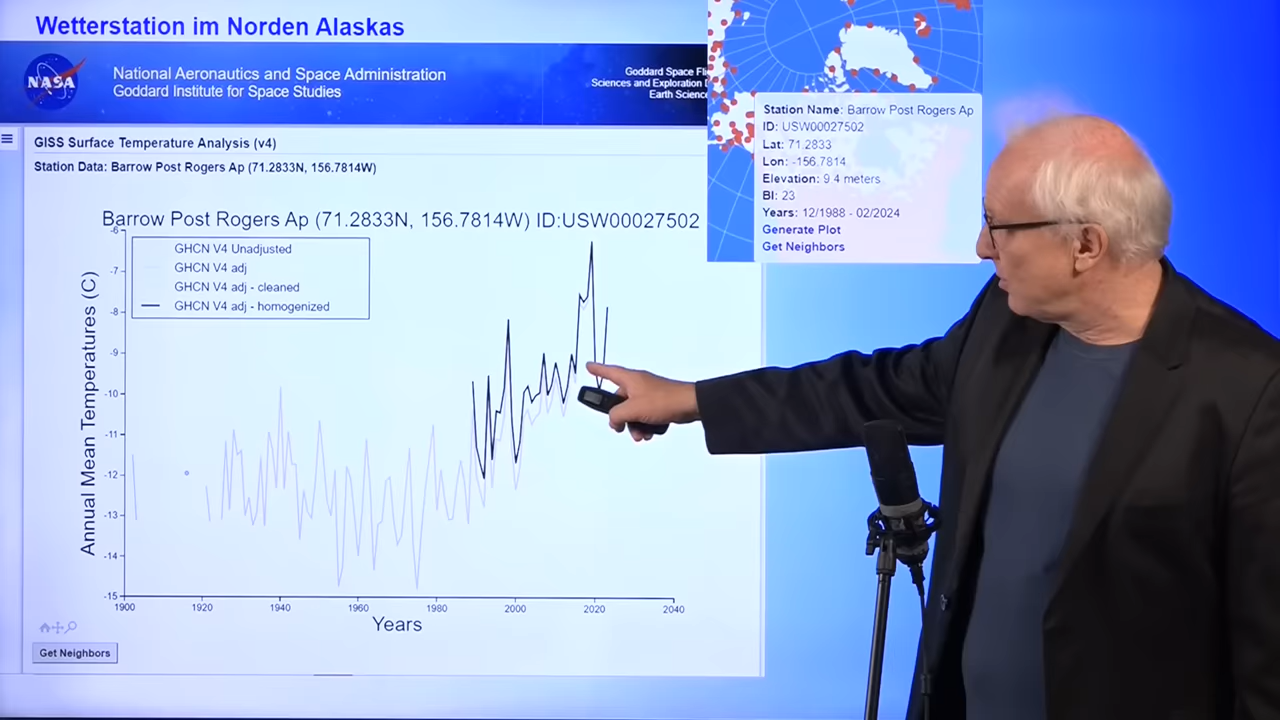 Wetterstation im Norden Alaskas
NASA
National Aeronautics and Space Administration
Goddard Institute for Space Studies
Goddard Space
Sciences and Exploration
Earth
GISS Surface Temperature Analysis (v4)
Station Data: Barrow Post Rogers Ap (71.2833N, 156.7814W)
Station Name: Barrow Post Rogers Ap
ID: USW00027502
Lat: 71.2833
Lon: -156.7814
Elevation: 9.4 meters
BI: 23
Years: 12/1988 - 02/2024
Generate Plot
Get Neighbors
Barrow Post Rogers Ap (71.2833N, 156.7814W) ID:USW00027502
GHCN V4 Unadjusted
GHCN V4 adj
GHCN V4 adj - cleaned
GHCN V4 adj - homogenized
Annual Mean Temperatures (C)
-6
-7
-8
-9
-10
-11
-12
-13
-14
-15
1900 1920 1940 1960 1980 2000 2020 2040
Years
Get Neighbors